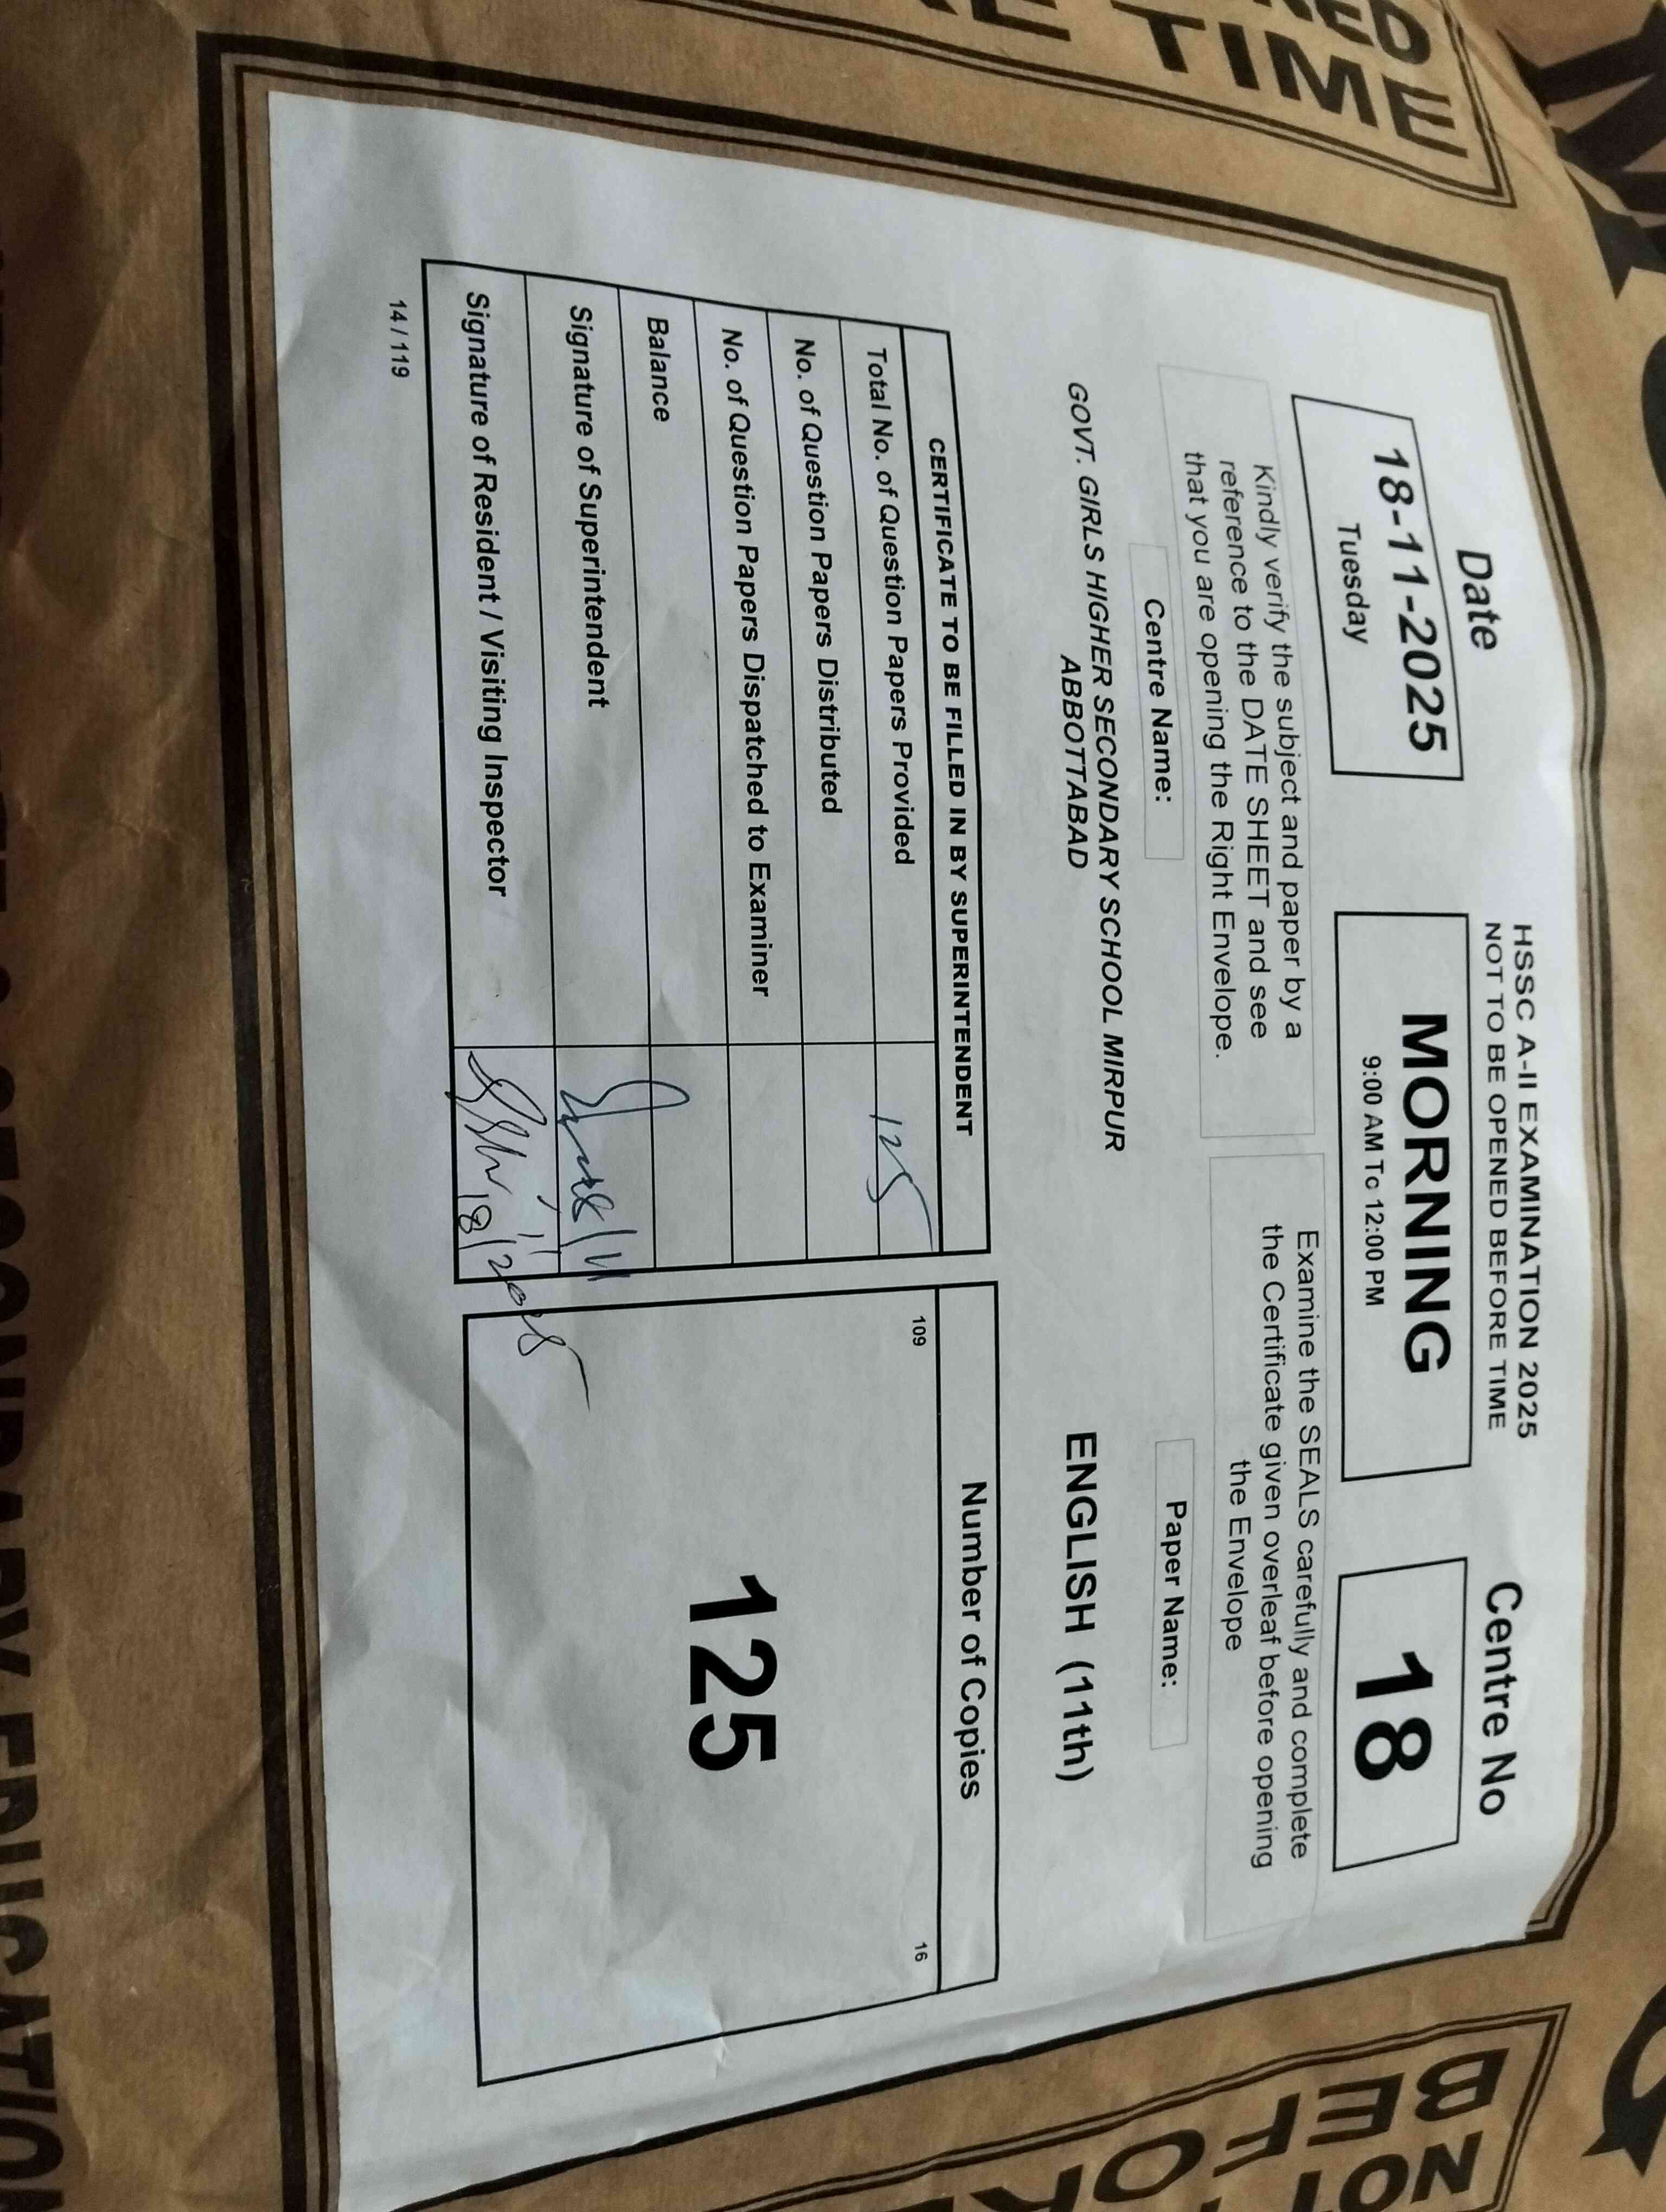 HSSC A-II EXAMINATION 2025
NOT TO BE OPENED BEFORE TIME
Date
18-11-2025
Tuesday
MORNING
9:00 AM To 12:00 PM
Centre No
18
Kindly verify the subject and paper by a
reference to the DATE SHEET and see
that you are opening the Right Envelope.
Examine the SEALS carefully and complete
the Certificate given overleaf before opening
the Envelope
Centre Name:
GOVT. GIRLS HIGHER SECONDARY SCHOOL MIRPUR
ABBOTTABAD
Paper Name:
ENGLISH (11th)
CERTIFICATE TO BE FILLED IN BY SUPERINTENDENT
Total No. of Question Papers Provided 125
No. of Question Papers Distributed
No. of Question Papers Dispatched to Examiner
Balance
Signature of Superintendent
Signature of Resident / Visiting Inspector
Number of Copies
109 16
125
14 / 119
TIME
NOT
BEFOR